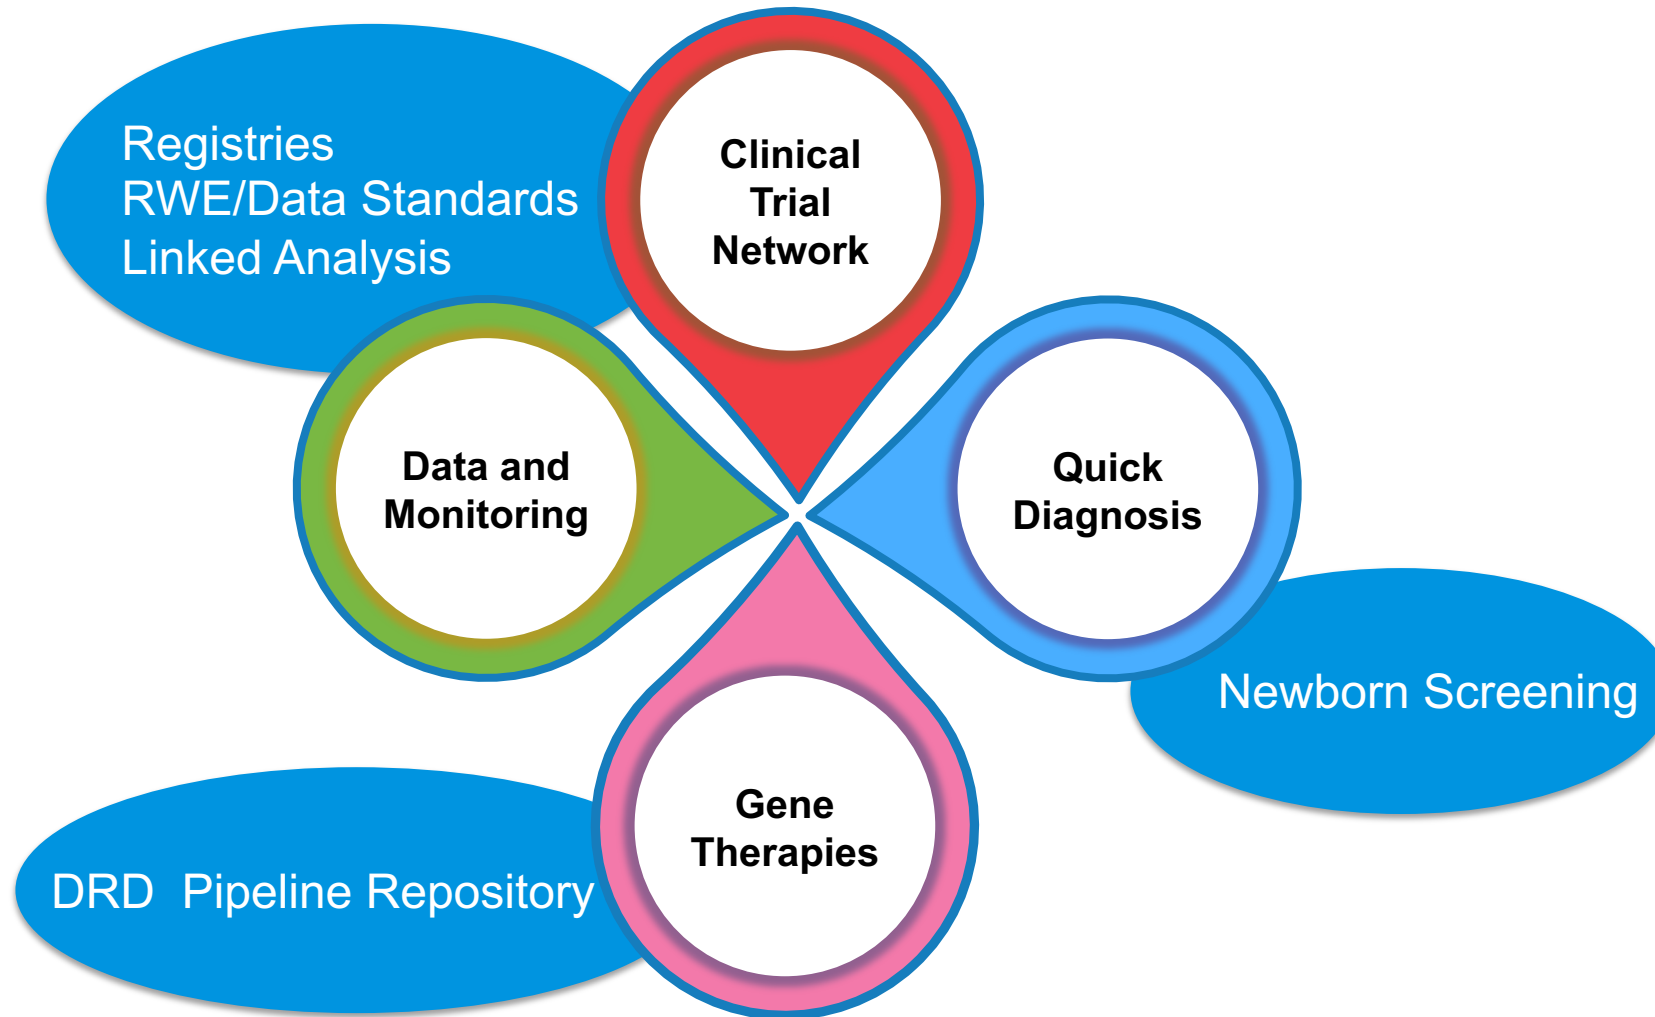 Registries
RWE/Data Standards
Linked Analysis
Clinical
Trial
Network
Data and
Monitoring
Quick
Diagnosis
Newborn Screening
Gene
Therapies
DRD  Pipeline Repository